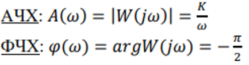 АЧХ: A(ω) = |W(jω)| = K/ω
ФЧХ: φ(ω) = argW(jω) = −π/2